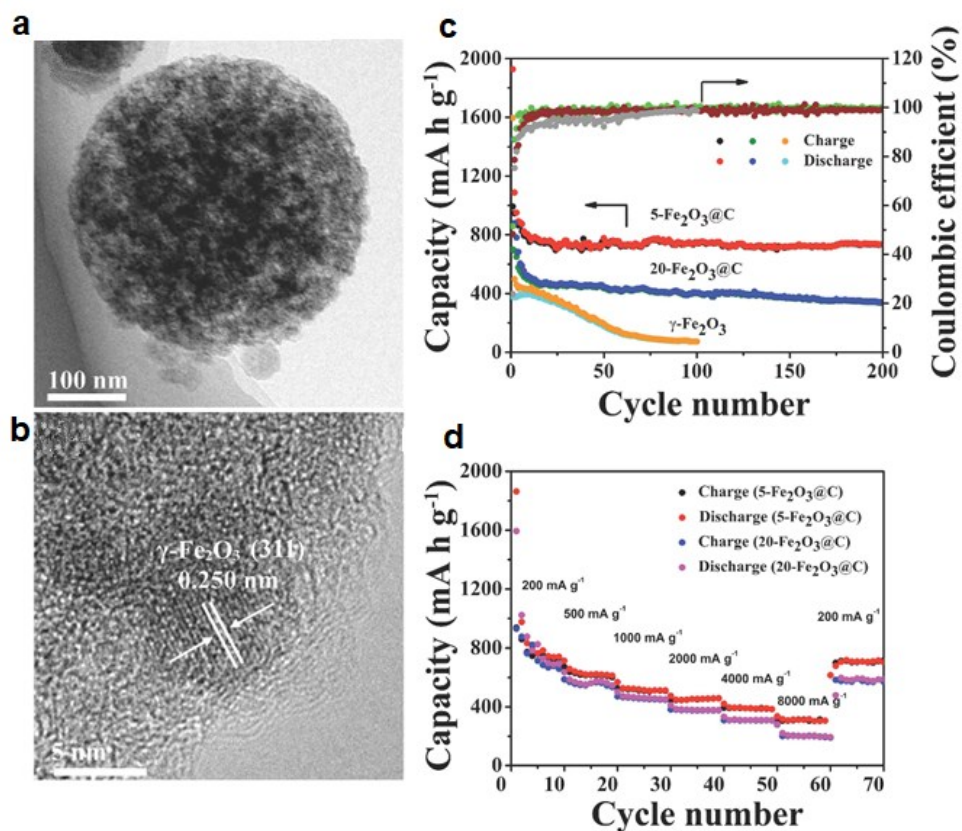 a
100 nm
b
γ-Fe₂O₃ (311)
0.250 nm
5 nm
c
Capacity (mA h g⁻¹)
2000
1600
1200
800
400
0
Charge
Discharge
5-Fe₂O₃@C
20-Fe₂O₃@C
γ-Fe₂O₃
120
100
80
60
40
20
0
Coulombic efficient (%)
0 50 100 150 200
Cycle number
d
Capacity (mA h g⁻¹)
2000
1600
1200
800
400
0
Charge (5-Fe₂O₃@C)
Discharge (5-Fe₂O₃@C)
Charge (20-Fe₂O₃@C)
Discharge (20-Fe₂O₃@C)
200 mA g⁻¹
500 mA g⁻¹
1000 mA g⁻¹
2000 mA g⁻¹
4000 mA g⁻¹
8000 mA g⁻¹
200 mA g⁻¹
0 10 20 30 40 50 60 70
Cycle number